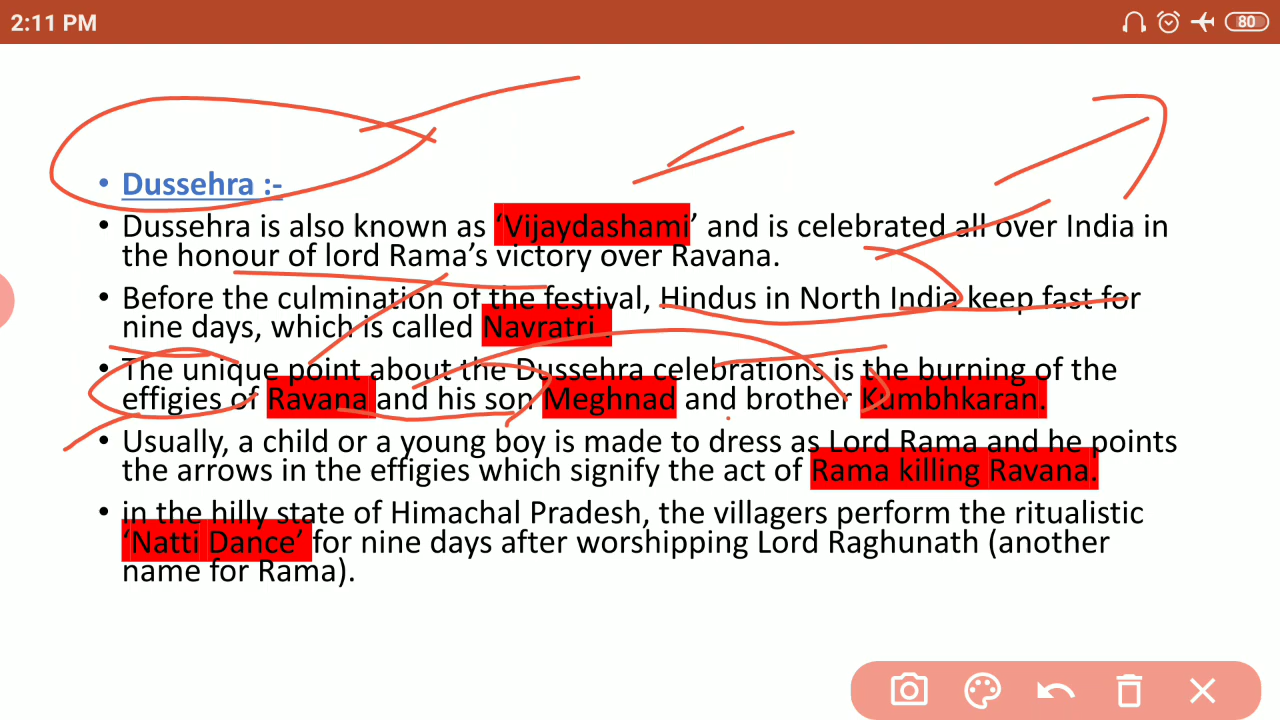 2:11 PM
80
• Dussehra :-
• Dussehra is also known as ‘Vijaydashami’ and is celebrated all over India in
the honour of lord Rama’s victory over Ravana.
• Before the culmination of the festival, Hindus in North India keep fast for
nine days, which is called Navratri .
• The unique point about the Dussehra celebrations is the burning of the
effigies of Ravana and his son Meghnad and brother Kumbhkaran.
• Usually, a child or a young boy is made to dress as Lord Rama and he points
the arrows in the effigies which signify the act of Rama killing Ravana.
• in the hilly state of Himachal Pradesh, the villagers perform the ritualistic
‘Natti Dance’ for nine days after worshipping Lord Raghunath (another
name for Rama).